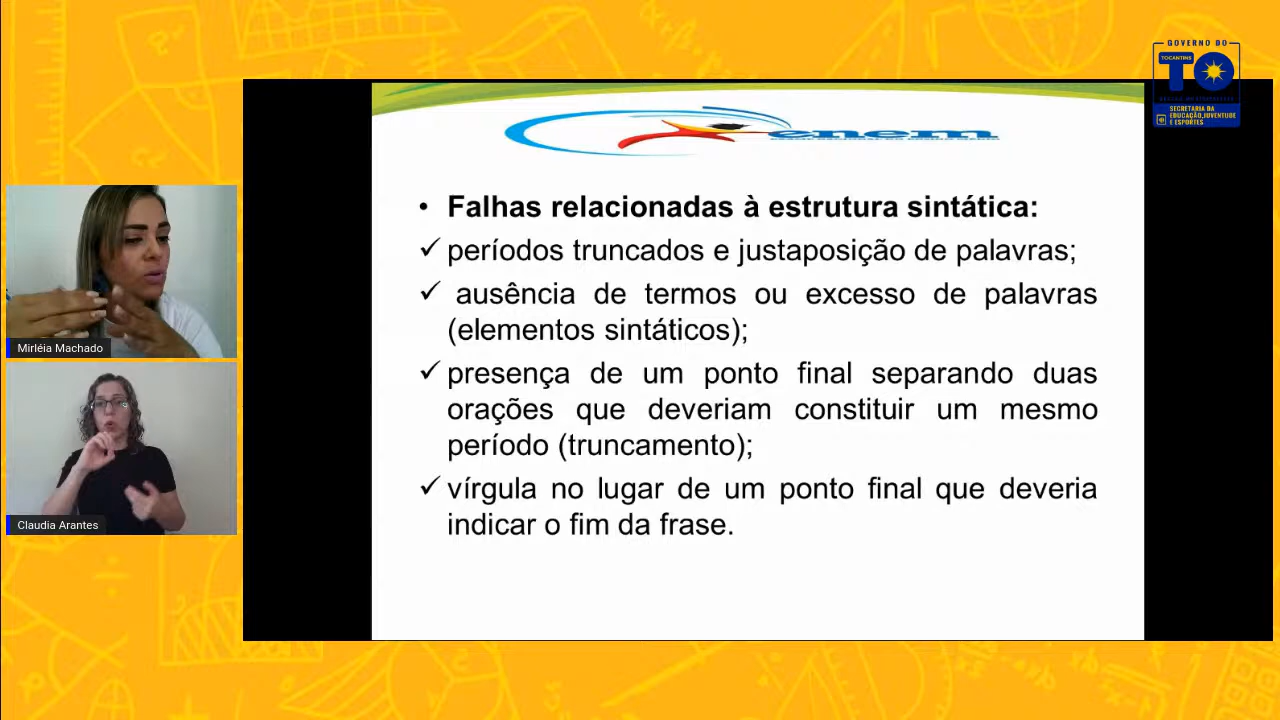 GOVERNO DO
TOCANTINS
TO
SECRETARIA DA
EDUCAÇÃO, JUVENTUDE
E ESPORTES
enem
• Falhas relacionadas à estrutura sintática:
✓ períodos truncados e justaposição de palavras;
✓ ausência de termos ou excesso de palavras
(elementos sintáticos);
✓ presença de um ponto final separando duas
orações que deveriam constituir um mesmo
período (truncamento);
✓ vírgula no lugar de um ponto final que deveria
indicar o fim da frase.
Mirléia Machado
Claudia Arantes